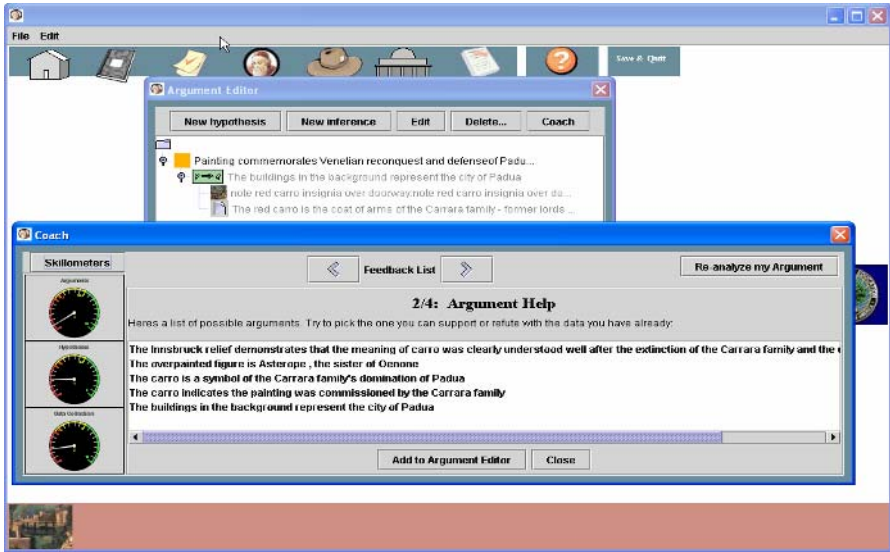 File Edit
Save & Quit
Argument Editor
New hypothesis New inference Edit Delete... Coach
Painting commemorales Venetian reconquest and defenseof Padu...
The buildings in the background represent the city of Padua
note red carro insignia over doorway:note red carro insignia over do...
The red carro is the coat of arms of the Carrara family - former lords ...
Coach
Skillometers
Feedback List
Re-analyze my Argument
Arguments
2/4: Argument Help
Heres a list of possible arguments. Try to pick the one you can support or refute with the data you have already:
Hypotheses
The Innsbruck relief demonstrates that the meaning of carro was clearly understood well after the extinction of the Carrara family and the
The overpainted figure is Asterope , the sister of Oenone
The carro is a symbol of the Carrara family's domination of Padua
The carro indicates the painting was commissioned by the Carrara family
The buildings in the background represent the city of Padua
Data Collection
Add to Argument Editor Close